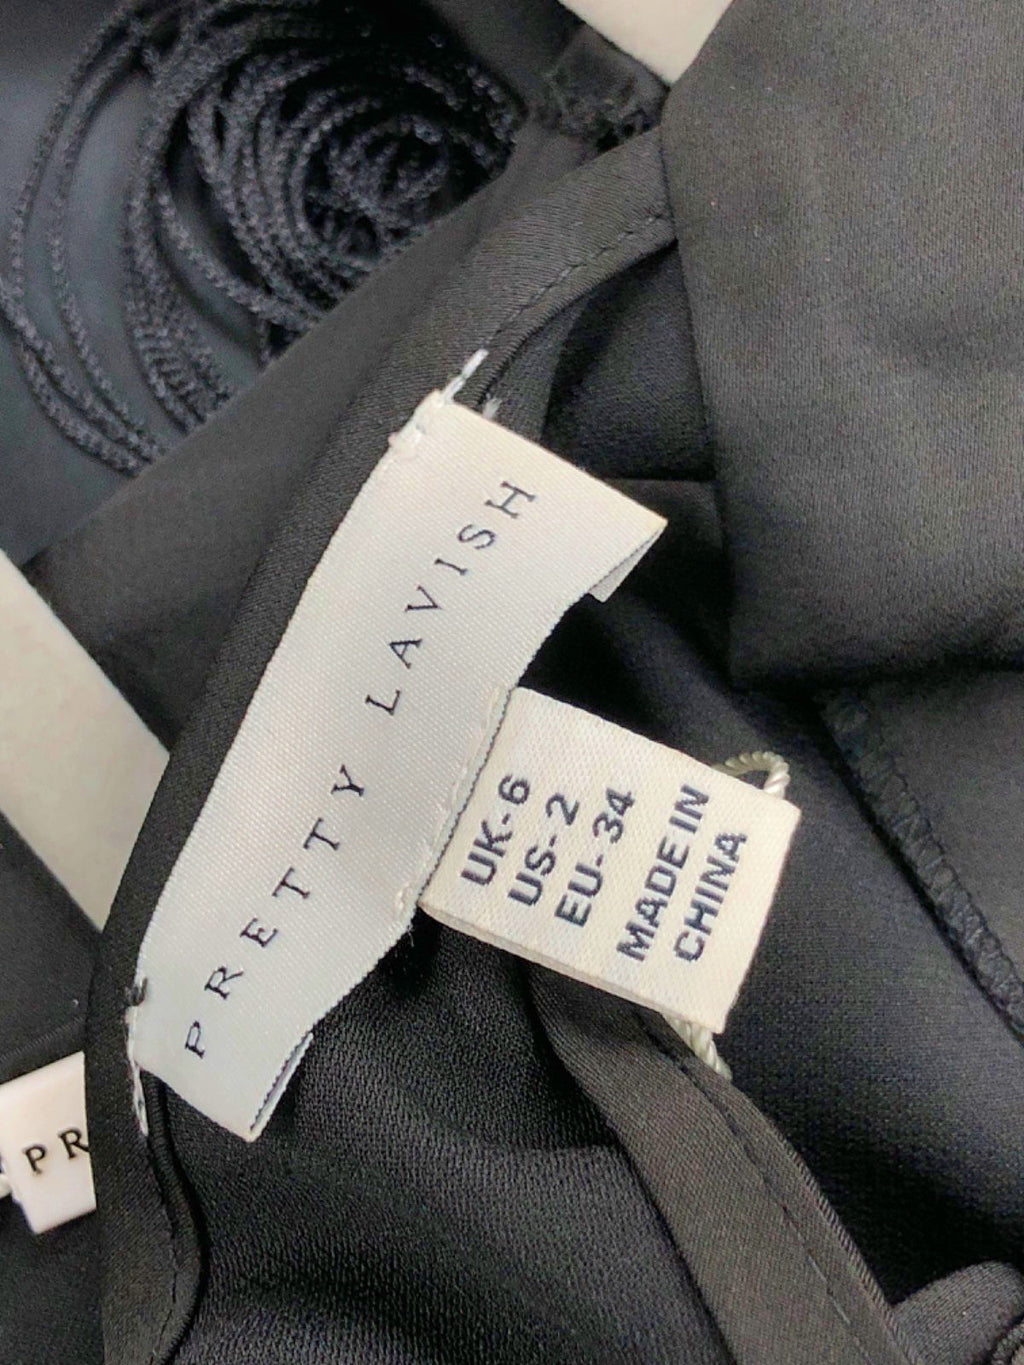 PRETTY LAVISH
UK-6
US-2
EU-34
MADE IN
CHINA
PR